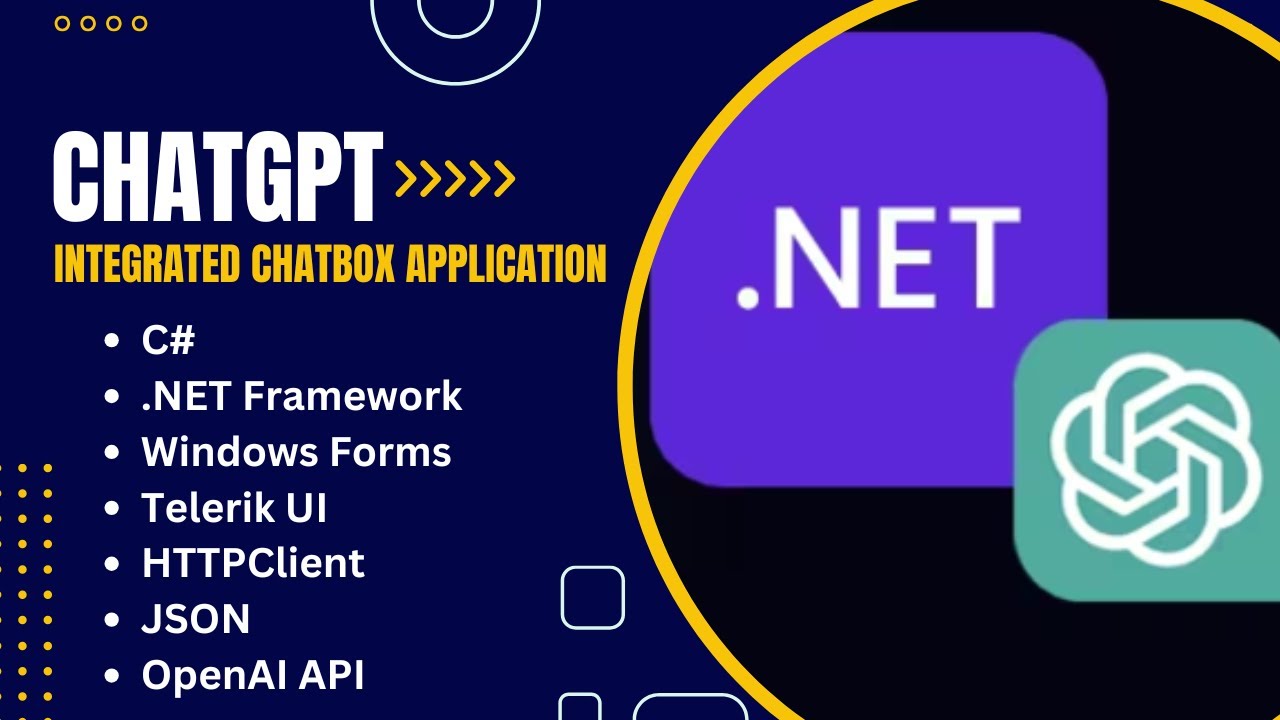 CHATGPT
INTEGRATED CHATBOX APPLICATION
C#
.NET Framework
Windows Forms
Telerik UI
HTTPClient
JSON
OpenAI API
.NET